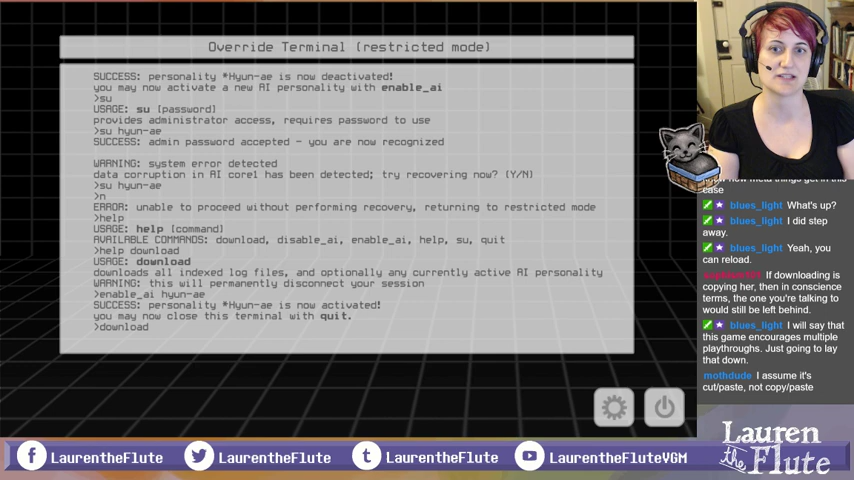 Override Terminal (restricted mode)
SUCCESS: personality *Hyun-ae is now deactivated!
you may now activate a new AI personality with enable_ai
>su
USAGE: su [password]
provides administrator access, requires password to use
>su hyun-ae
SUCCESS: admin password accepted - you are now recognized
WARNING: system error detected
data corruption in AI core1 has been detected; try recovering now? (Y/N)
>su hyun-ae
>n
ERROR: unable to proceed without performing recovery, returning to restricted mode
>help
USAGE: help [command]
AVAILABLE COMMANDS: download, disable_ai, enable_ai, help, su, quit
>help download
USAGE: download
downloads all indexed log files, and optionally any currently active AI personality
WARNING: this will permanently disconnect your session
>enable_ai hyun-ae
SUCCESS: personality *Hyun-ae is now activated!
you may now close this terminal with quit.
>download
case
blues_light What's up?
blues_light I did step
away.
blues_light Yeah, you
can reload.
If downloading is
copying her, then in conscience
terms, the one you're talking to
would still be left behind.
blues_light I will say that
this game encourages multiple
playthroughs. Just going to lay
that down.
mothdude I assume it's
cut/paste, not copy/paste
LaurentheFlute
LaurentheFlute
LaurentheFlute
LaurentheFluteVGM
Lauren
the Flute